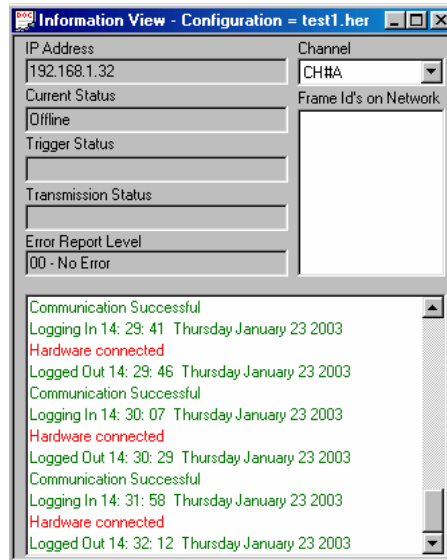 Information View - Configuration = test1.her
IP Address
192.168.1.32
Channel
CH#A
Current Status
Offline
Frame Id's on Network
Trigger Status
Transmission Status
Error Report Level
00 - No Error
Communication Successful
Logging In 14: 29: 41 Thursday January 23 2003
Hardware connected
Logged Out 14: 29: 46 Thursday January 23 2003
Communication Successful
Logging In 14: 30: 07 Thursday January 23 2003
Hardware connected
Logged Out 14: 30: 29 Thursday January 23 2003
Communication Successful
Logging In 14: 31: 58 Thursday January 23 2003
Hardware connected
Logged Out 14: 32: 12 Thursday January 23 2003